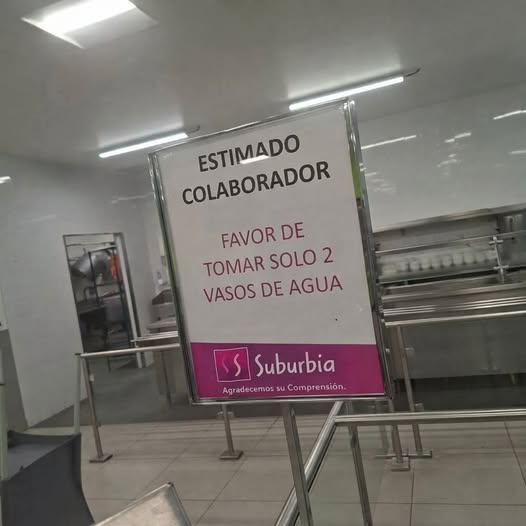 ESTIMADO
COLABORADOR
FAVOR DE
TOMAR SOLO 2
VASOS DE AGUA
Suburbia
Agradecemos su Comprensión.